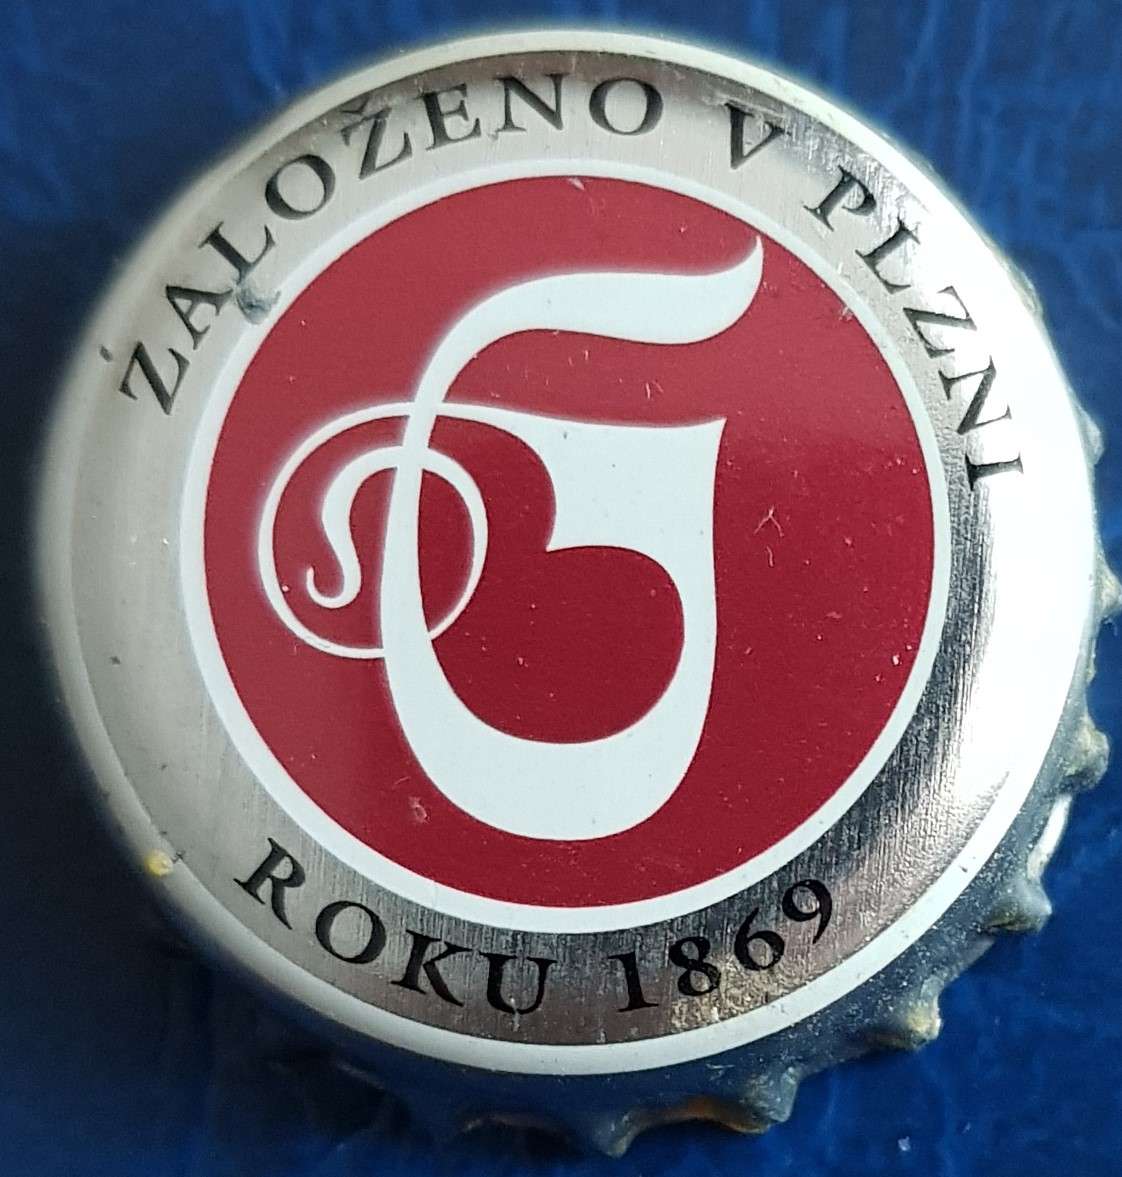 ZALOŽENO V PLZNI
G
ROKU 1869